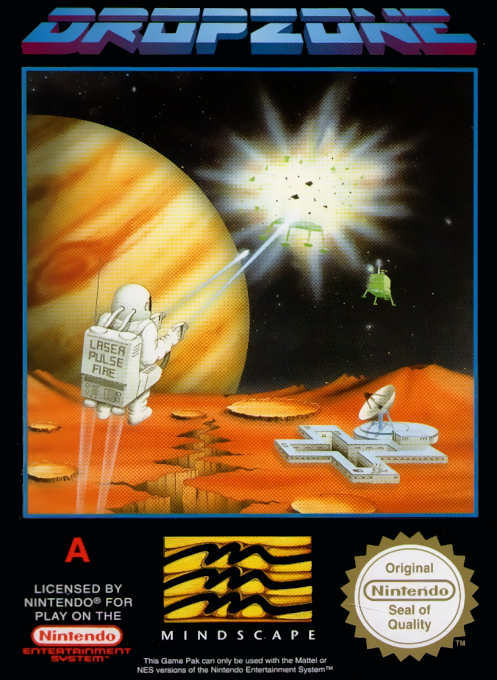 DROPZONE
LASER
PULSE
FIRE
A
LICENSED BY
NINTENDO® FOR
PLAY ON THE
Nintendo
ENTERTAINMENT
SYSTEM™
MINDSCAPE
This Game Pak can only be used with the Mattel or
NES versions of the Nintendo Entertainment System™
Original
Nintendo
Seal of
Quality
TM